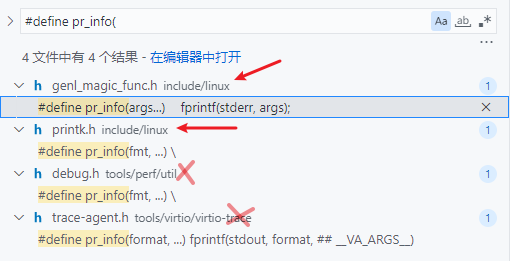 #define pr_info(
Aa ab .*
4 文件中有 4 个结果 - 在编辑器中打开
h genl_magic_func.h include/linux 1
#define pr_info(args...) fprintf(stderr, args);
h printk.h include/linux 1
#define pr_info(fmt, ...) \
h debug.h tools/perf/util 1
#define pr_info(fmt, ...) \
h trace-agent.h tools/virtio/virtio-trace 1
#define pr_info(format, ...) fprintf(stdout, format, ## __VA_ARGS__)